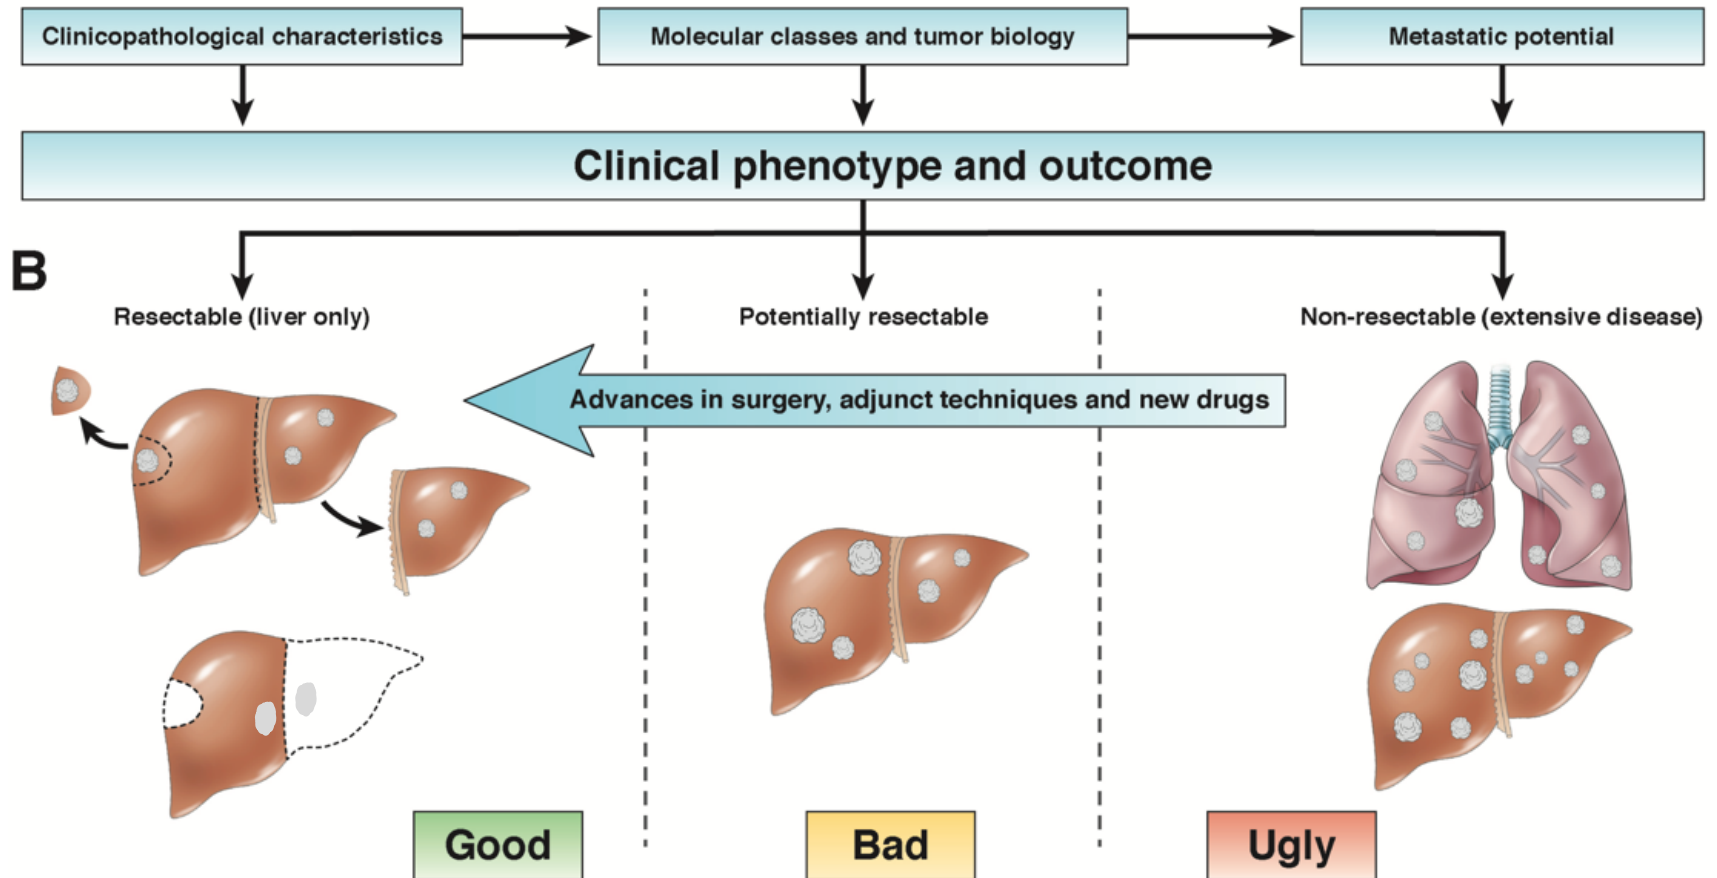 Clinicopathological characteristics
Molecular classes and tumor biology
Metastatic potential
Clinical phenotype and outcome
B
Resectable (liver only)
Potentially resectable
Non-resectable (extensive disease)
Advances in surgery, adjunct techniques and new drugs
Good
Bad
Ugly